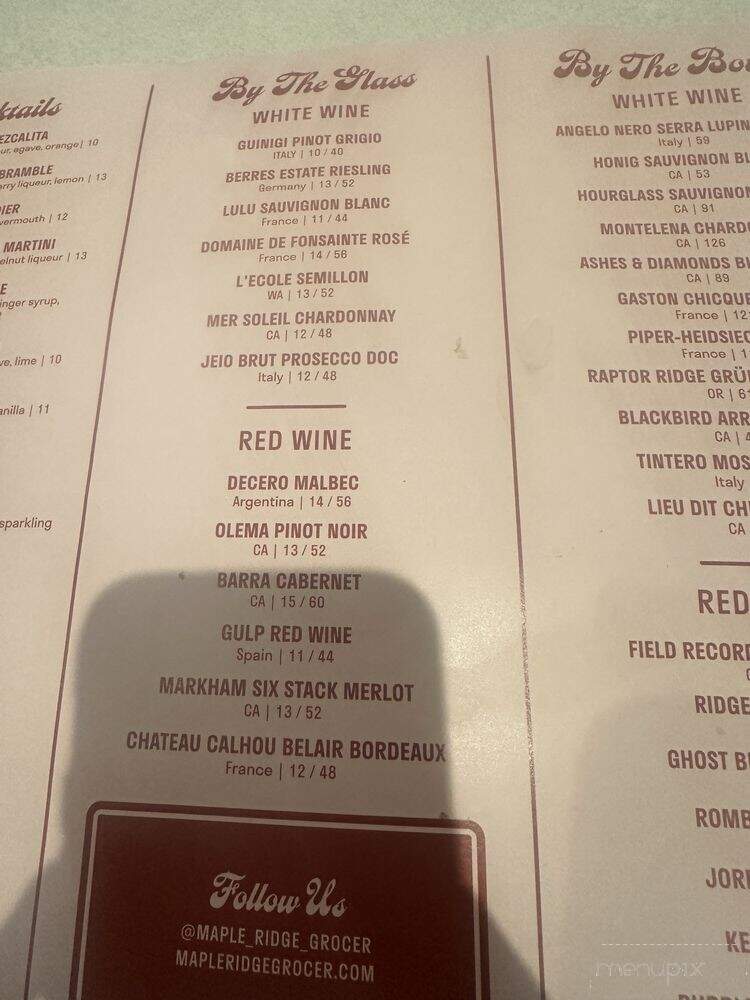 ktails
EZCALITA
ur, agave, orange| 10
BRAMBLE
erry liqueur, lemon | 13
IER
vermouth | 12
MARTINI
elnut liqueur | 13
E
inger syrup,
ve, lime | 10
anilla | 11
sparkling
By The Glass
WHITE WINE
GUINIGI PINOT GRIGIO
ITALY | 10 / 40
BERRES ESTATE RIESLING
Germany | 13 / 52
LULU SAUVIGNON BLANC
France | 11 / 44
DOMAINE DE FONSAINTE ROSÉ
France | 14 / 56
L'ECOLE SEMILLON
WA | 13 / 52
MER SOLEIL CHARDONNAY
CA | 12 / 48
JEIO BRUT PROSECCO DOC
Italy | 12 / 48
RED WINE
DECERO MALBEC
Argentina | 14 / 56
OLEMA PINOT NOIR
CA | 13 / 52
BARRA CABERNET
CA | 15 / 60
GULP RED WINE
Spain | 11 / 44
MARKHAM SIX STACK MERLOT
CA | 13 / 52
CHATEAU CALHOU BELAIR BORDEAUX
France | 12 / 48
Follow Us
@MAPLE_RIDGE_GROCER
MAPLERIDGEGROCER.COM
By The Bo
WHITE WINE
ANGELO NERO SERRA LUPIN
Italy | 59
HONIG SAUVIGNON BL
CA | 53
HOURGLASS SAUVIGNON
CA | 91
MONTELENA CHARDO
CA | 126
ASHES & DIAMONDS BL
CA | 89
GASTON CHICQUE
France | 12
PIPER-HEIDSIEC
France | 1
RAPTOR RIDGE GRÜ
OR | 6
BLACKBIRD ARR
CA | 4
TINTERO MOS
Italy
LIEU DIT CH
CA
RED
FIELD RECORD
RIDGE
GHOST B
ROMB
JOR
KE
menupix